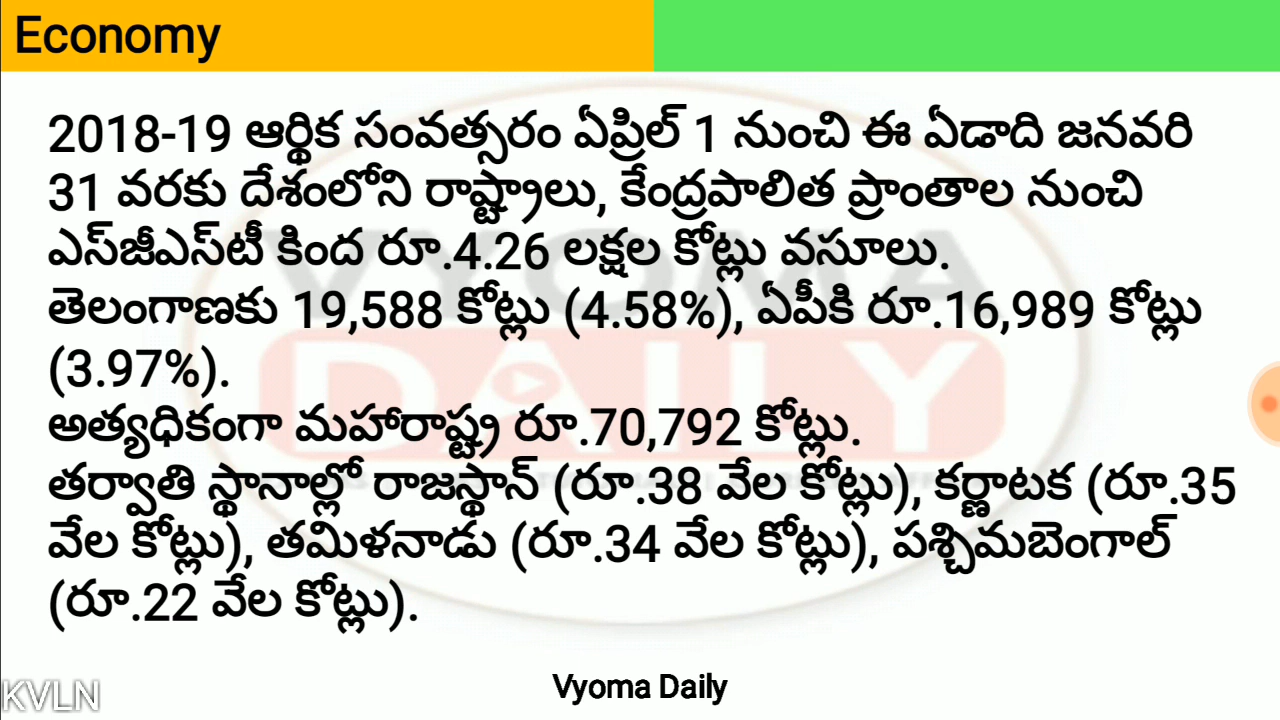 Economy
2018-19 ఆర్థిక సంవత్సరం ఏప్రిల్ 1 నుంచి ఈ ఏడాది జనవరి
31 వరకు దేశంలోని రాష్ట్రాలు, కేంద్రపాలిత ప్రాంతాల నుంచి
ఎస్‌జీఎస్‌టీ కింద రూ.4.26 లక్షల కోట్లు వసూలు.
తెలంగాణకు 19,588 కోట్లు (4.58%), ఏపీకి రూ.16,989 కోట్లు
(3.97%).
అత్యధికంగా మహారాష్ట్ర రూ.70,792 కోట్లు.
తర్వాతి స్థానాల్లో రాజస్థాన్ (రూ.38 వేల కోట్లు), కర్ణాటక (రూ.35
వేల కోట్లు), తమిళనాడు (రూ.34 వేల కోట్లు), పశ్చిమబెంగాల్
(రూ.22 వేల కోట్లు).
VYOMA
DAILY
Vyoma Daily
KVLN